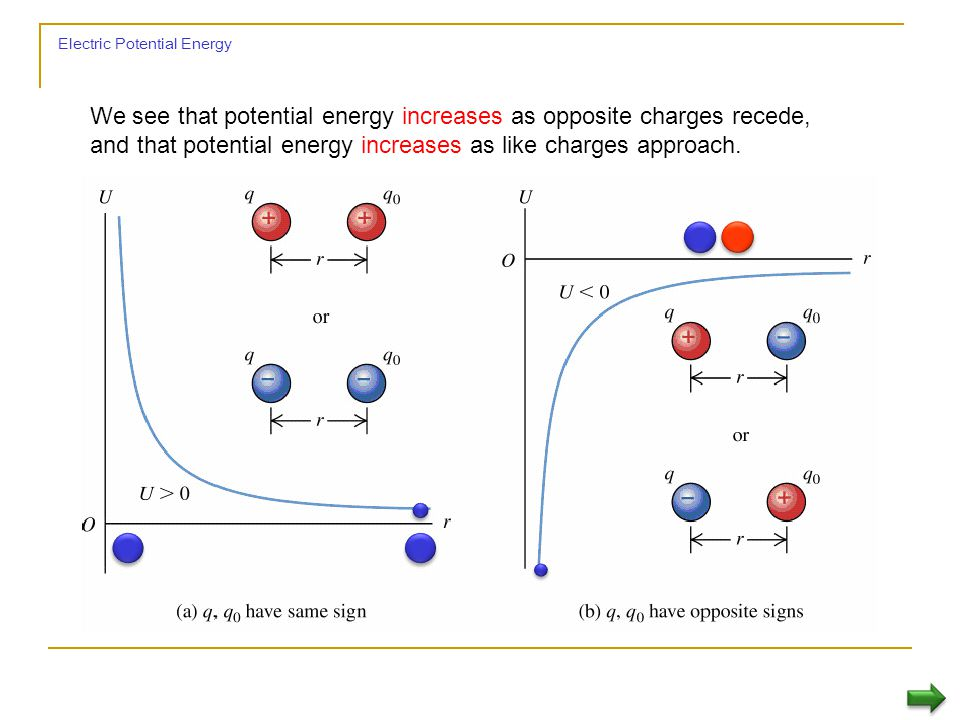 Electric Potential Energy
We see that potential energy increases as opposite charges recede,
and that potential energy increases as like charges approach.
U
q q₀
+ +
r
or
q q₀
− −
r
U > 0
O
r
(a) q, q₀ have same sign
U
O
r
U < 0
q q₀
+ −
r
or
q q₀
− +
r
(b) q, q₀ have opposite signs